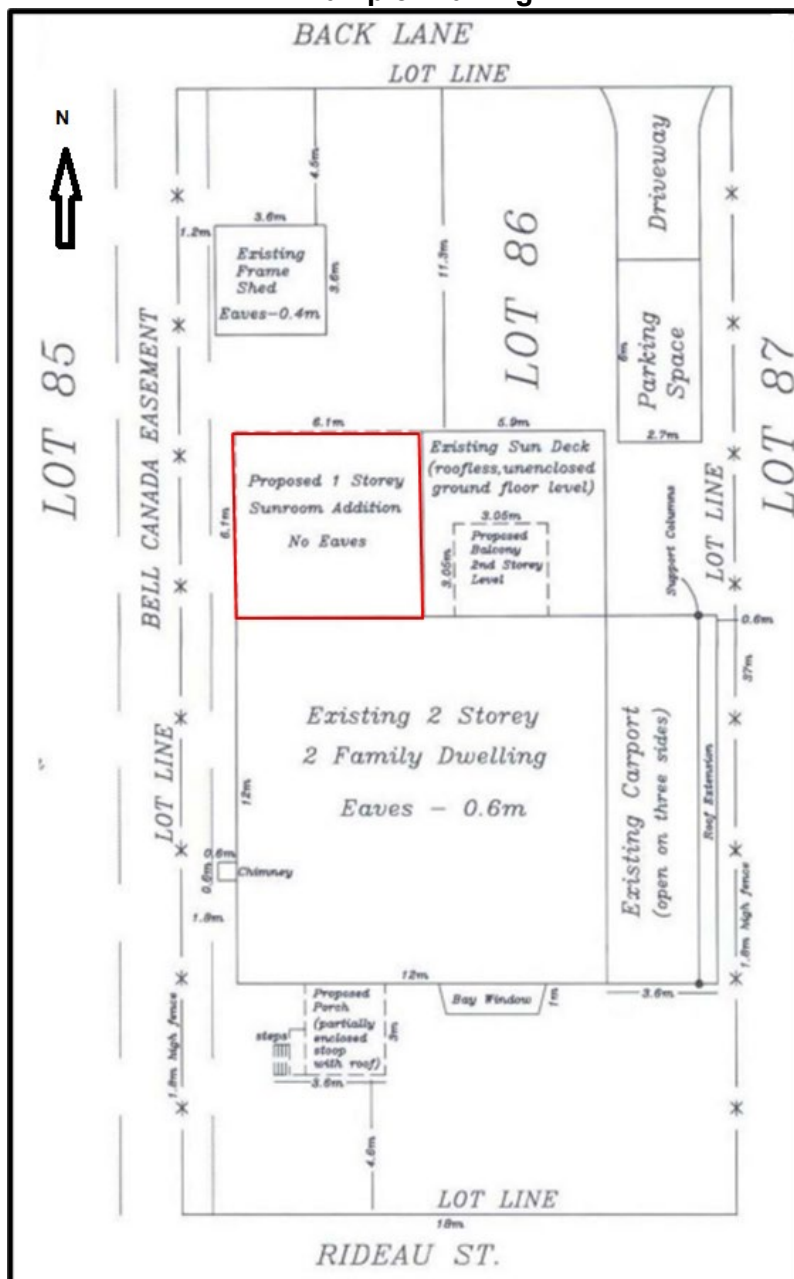 BACK LANE
LOT LINE
N
4.5m
11.3m
Driveway
LOT 86
3.6m
1.2m
Existing
Frame
Shed
Eaves-0.4m
3.6m
LOT 85
BELL CANADA EASEMENT
6m
Parking
Space
2.7m
LOT 87
6.1m
5.9m
Proposed 1 Storey
Sunroom Addition
No Eaves
6.1m
Existing Sun Deck
(roofless,unenclosed
ground floor level)
3.05m
Proposed
Balcony
2nd Storey
Level
3.05m
Support Columns
LOT LINE
0.6m
37m
LOT LINE
Existing 2 Storey
2 Family Dwelling
Eaves - 0.6m
12m
Existing Carport
(open on three sides)
Roof Extension
0.6m
0.6m
Chimney
1.8m
1.8m high fence
12m
3.6m
Proposed
Porch
(partially
enclosed
stoop
with roof)
steps
3m
3.6m
Bay Window
1m
1.8m high fence
4.6m
LOT LINE
18m
RIDEAU ST.